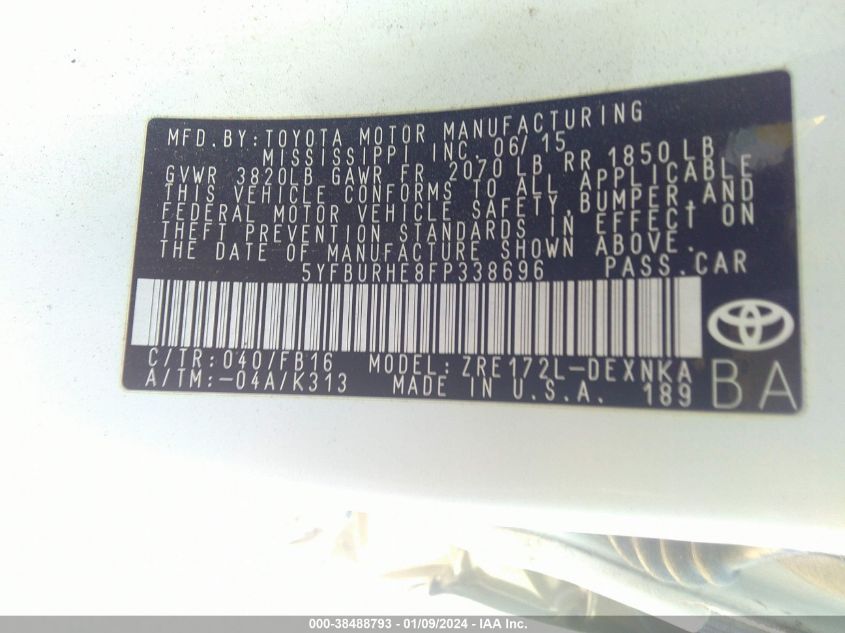 MFD. BY: TOYOTA MOTOR MANUFACTURING
MISSISSIPPI INC. 06/15
GVWR 3820LB GAWR FR 2070 LB RR 1850 LB
THIS VEHICLE CONFORMS TO ALL APPLICABLE
FEDERAL MOTOR VEHICLE SAFETY, BUMPER, AND
THEFT PREVENTION STANDARDS IN EFFECT ON
THE DATE OF MANUFACTURE SHOWN ABOVE.
5YFBURHE8FP338696 PASS. CAR
C/TR: 040/FB16 MODEL: ZRE172L-DEXNKA
A/TM: -04A/K313 MADE IN U.S.A. 189
BA
000-38488793 - 01/09/2024 - IAA Inc.